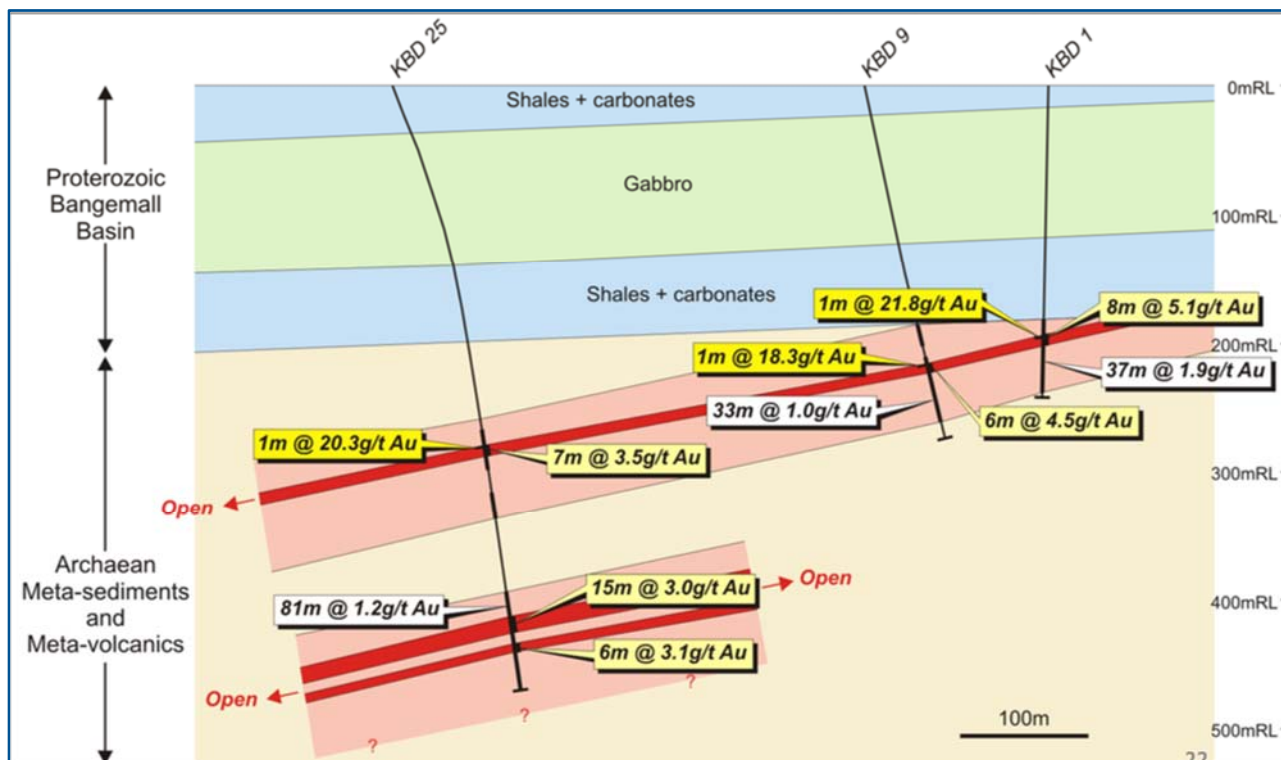 KBD 25
KBD 9
KBD 1
0mRL
Shales + carbonates
Proterozoic
Bangemall
Basin
Gabbro
100mRL
Shales + carbonates
1m @ 21.8g/t Au
8m @ 5.1g/t Au
200mRL
1m @ 18.3g/t Au
37m @ 1.9g/t Au
33m @ 1.0g/t Au
6m @ 4.5g/t Au
1m @ 20.3g/t Au
7m @ 3.5g/t Au
300mRL
Open
Archaean
Meta-sediments
and
Meta-volcanics
15m @ 3.0g/t Au
Open
81m @ 1.2g/t Au
400mRL
6m @ 3.1g/t Au
Open
?
?
?
100m
500mRL
22